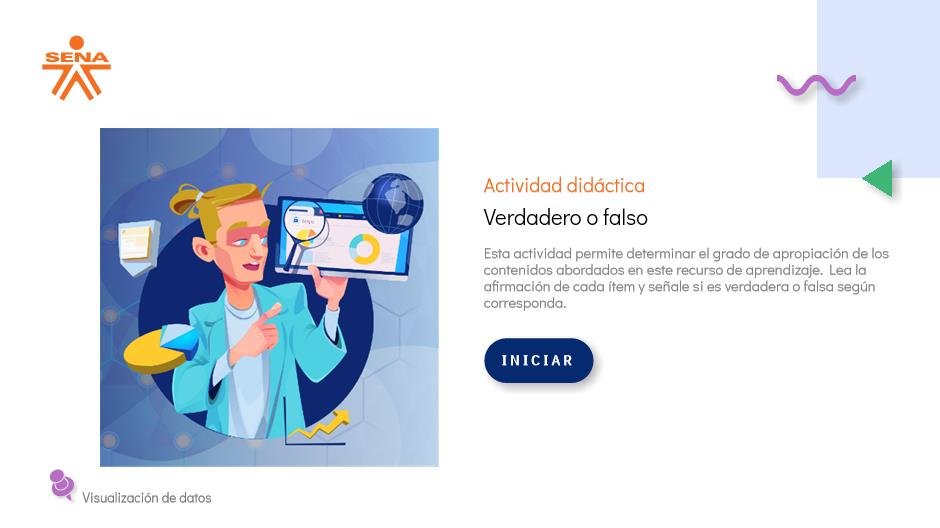 SENA
Actividad didáctica
Verdadero o falso
Esta actividad permite determinar el grado de apropiación de los
contenidos abordados en este recurso de aprendizaje. Lea la
afirmación de cada ítem y señale si es verdadera o falsa según
corresponda.
INICIAR
Visualización de datos